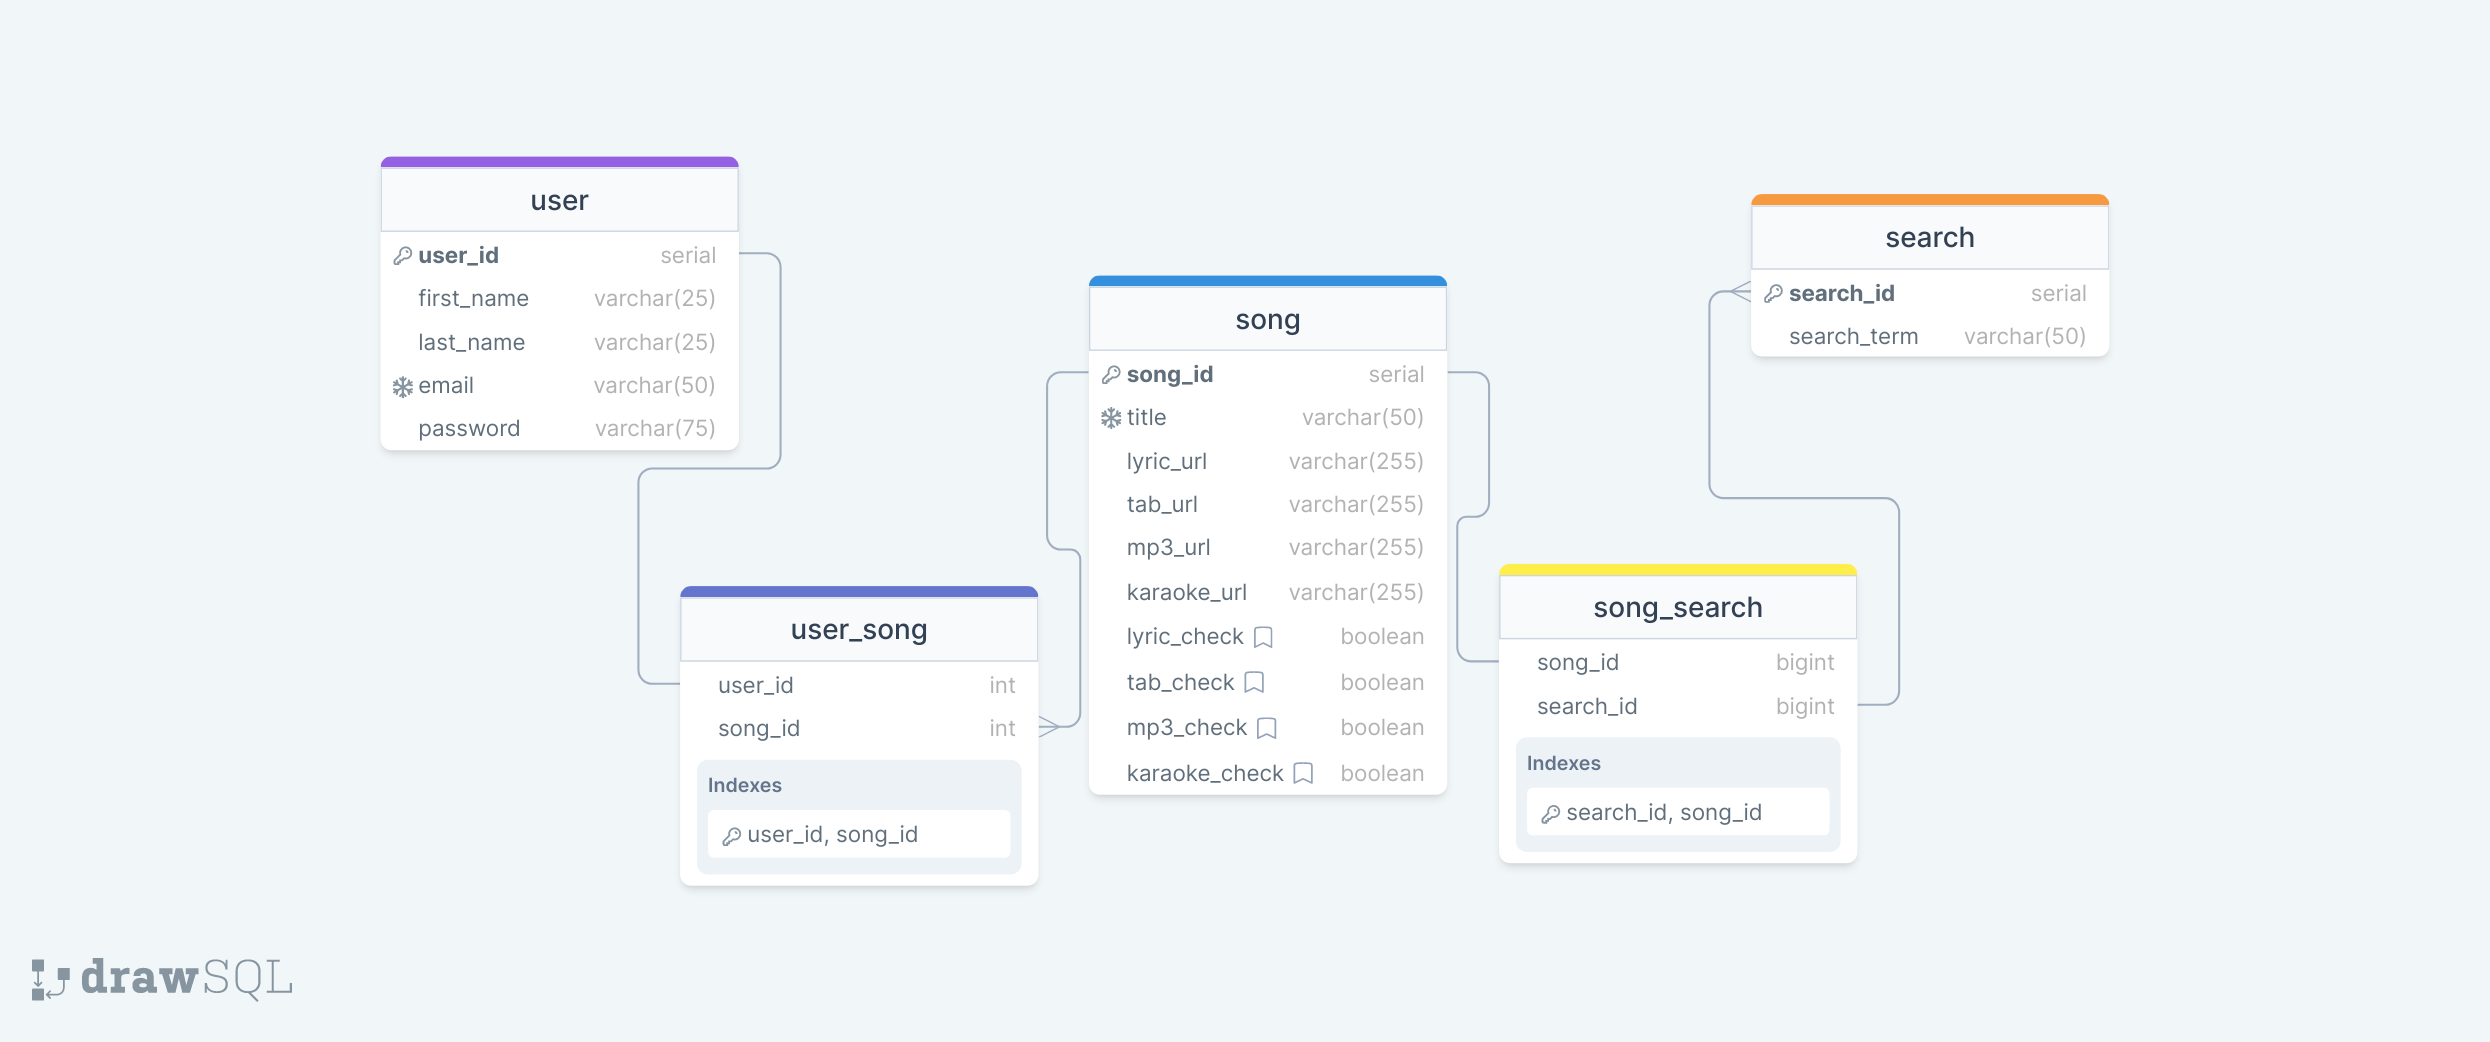 user
user_id serial
first_name varchar(25)
last_name varchar(25)
email varchar(50)
password varchar(75)
user_song
user_id int
song_id int
Indexes
user_id, song_id
song
song_id serial
title varchar(50)
lyric_url varchar(255)
tab_url varchar(255)
mp3_url varchar(255)
karaoke_url varchar(255)
lyric_check boolean
tab_check boolean
mp3_check boolean
karaoke_check boolean
search
search_id serial
search_term varchar(50)
song_search
song_id bigint
search_id bigint
Indexes
search_id, song_id
drawSQL